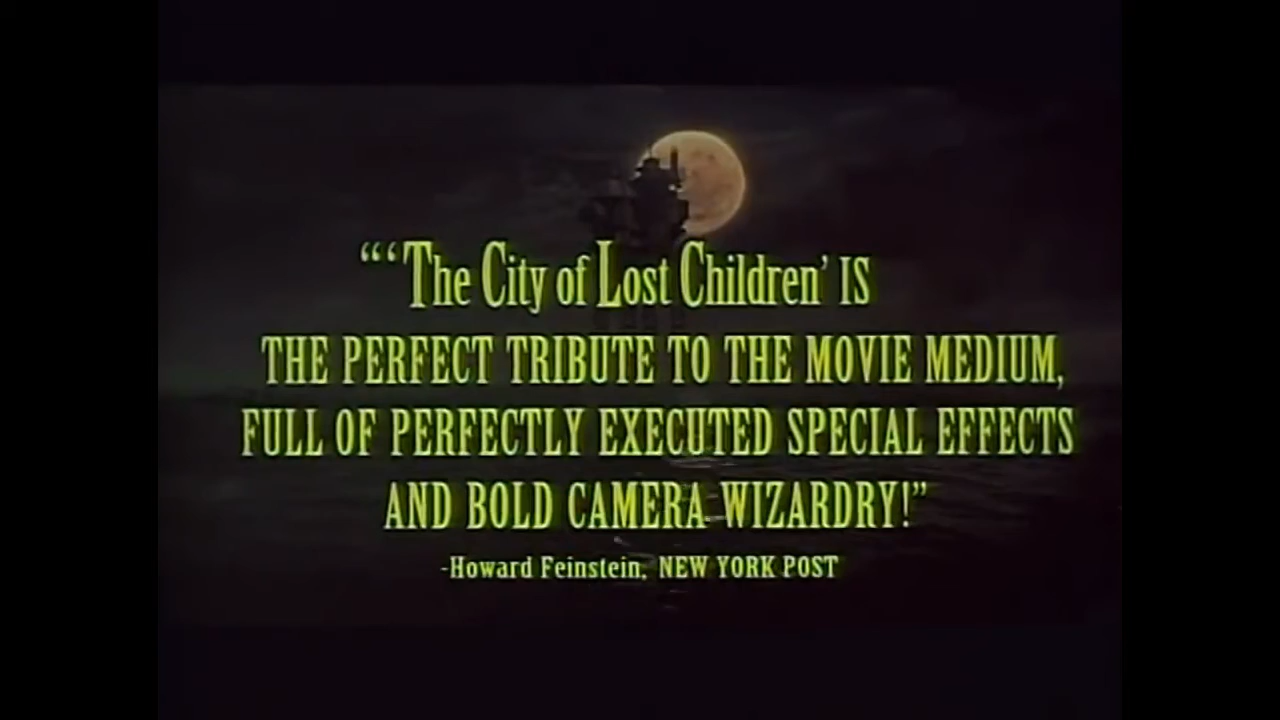 “‘The City of Lost Children’ IS
THE PERFECT TRIBUTE TO THE MOVIE MEDIUM,
FULL OF PERFECTLY EXECUTED SPECIAL EFFECTS
AND BOLD CAMERA WIZARDRY!”
-Howard Feinstein, NEW YORK POST